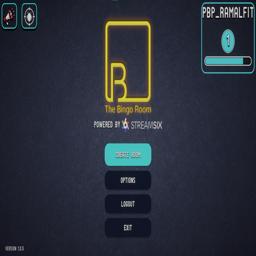 PBP_RAMALFIT
1
B
The Bingo Room
POWERED BY STREAMSIX
CREATE ROOM
OPTIONS
LOGOUT
EXIT